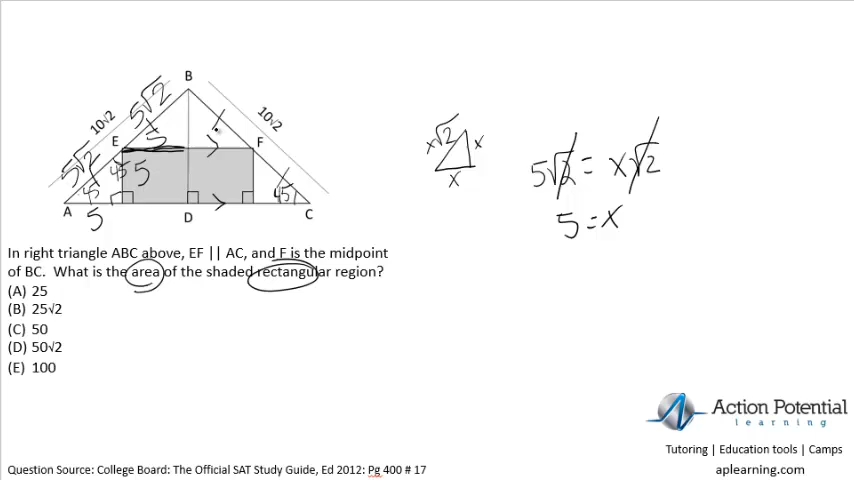 B
5√2
10√2
10√2
x√2
x
x
5√2 = x√2
5 = x
E
5
F
5√2
45
5
45
45
A
5
D
C
In right triangle ABC above, EF || AC, and F is the midpoint
of BC. What is the area of the shaded rectangular region?
(A) 25
(B) 25√2
(C) 50
(D) 50√2
(E) 100
Action Potential
learning
Tutoring | Education tools | Camps
Question Source: College Board: The Official SAT Study Guide, Ed 2012: Pg 400 # 17
aplearning.com